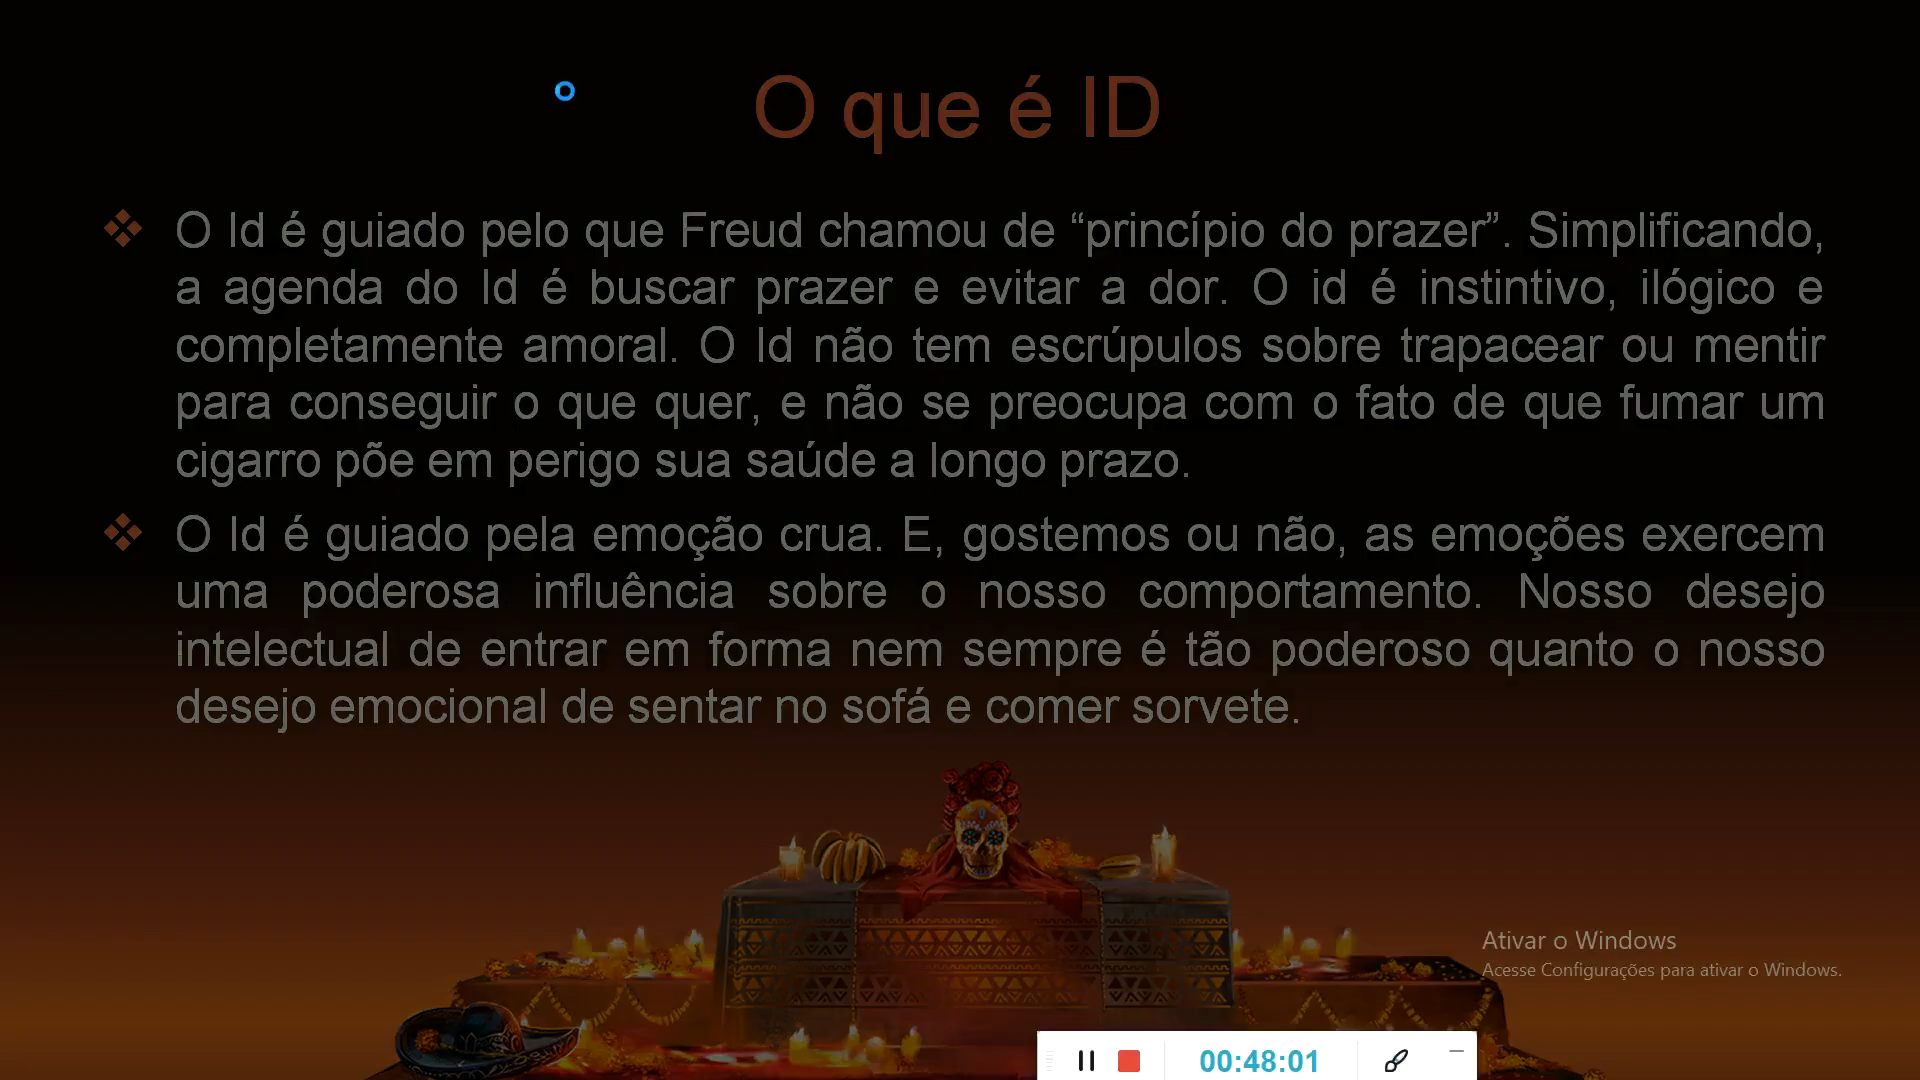 O que é ID
O Id é guiado pelo que Freud chamou de “princípio do prazer”. Simplificando,
a agenda do Id é buscar prazer e evitar a dor. O id é instintivo, ilógico e
completamente amoral. O Id não tem escrúpulos sobre trapacear ou mentir
para conseguir o que quer, e não se preocupa com o fato de que fumar um
cigarro põe em perigo sua saúde a longo prazo.
O Id é guiado pela emoção crua. E, gostemos ou não, as emoções exercem
uma poderosa influência sobre o nosso comportamento. Nosso desejo
intelectual de entrar em forma nem sempre é tão poderoso quanto o nosso
desejo emocional de sentar no sofá e comer sorvete.
Ativar o Windows
Acesse Configurações para ativar o Windows.
00:48:01